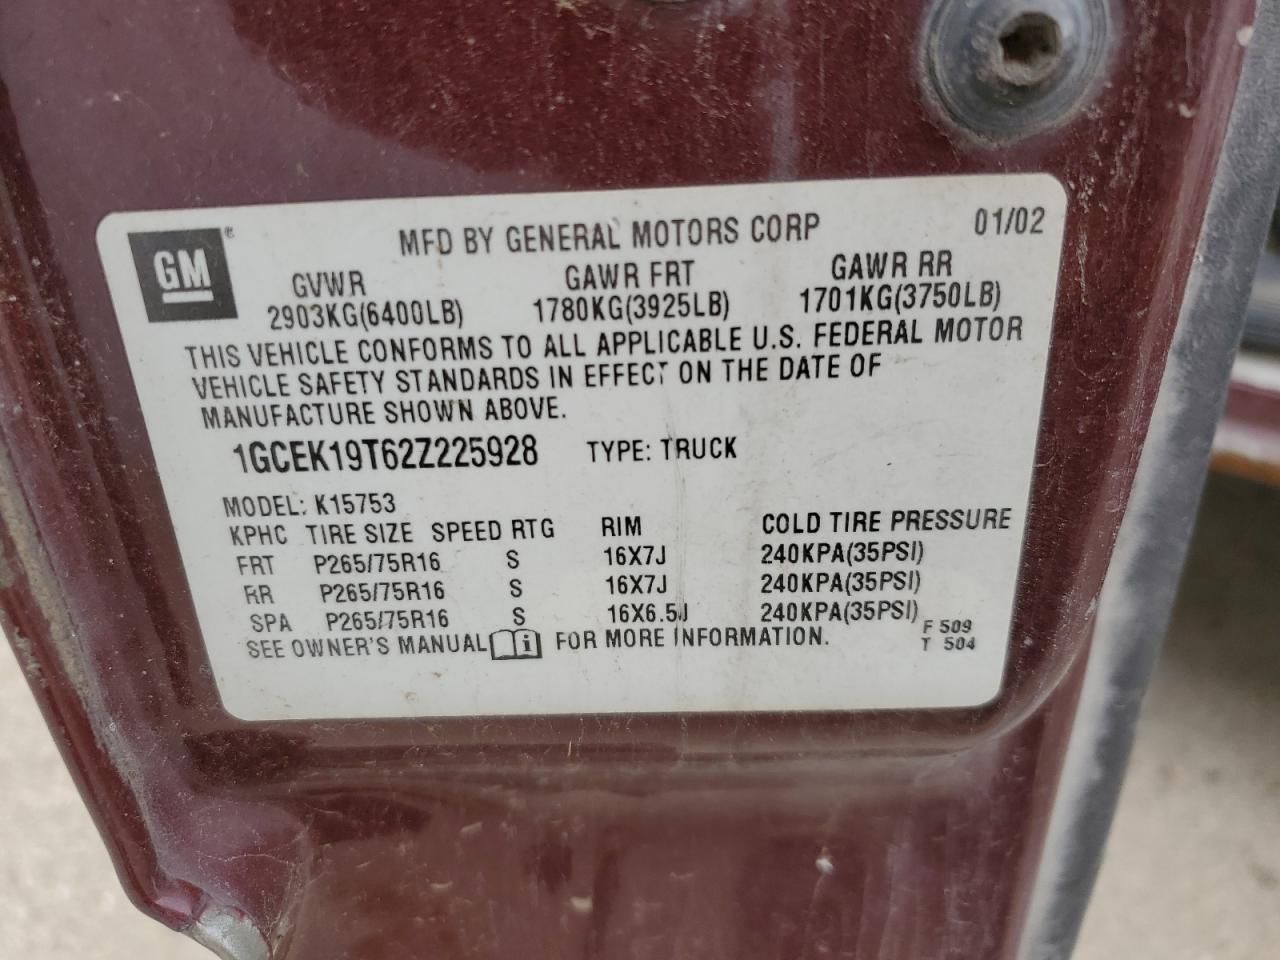 GM®
MFD BY GENERAL MOTORS CORP 01/02
GVWR GAWR FRT GAWR RR
2903KG(6400LB) 1780KG(3925LB) 1701KG(3750LB)
THIS VEHICLE CONFORMS TO ALL APPLICABLE U.S. FEDERAL MOTOR
VEHICLE SAFETY STANDARDS IN EFFECT ON THE DATE OF
MANUFACTURE SHOWN ABOVE.
1GCEK19T62Z225928 TYPE: TRUCK
MODEL: K15753
KPHC TIRE SIZE SPEED RTG RIM COLD TIRE PRESSURE
FRT P265/75R16 S 16X7J 240KPA(35PSI)
RR P265/75R16 S 16X7J 240KPA(35PSI)
SPA P265/75R16 S 16X6.5J 240KPA(35PSI)
SEE OWNER'S MANUAL i FOR MORE INFORMATION.
F 509
T 504